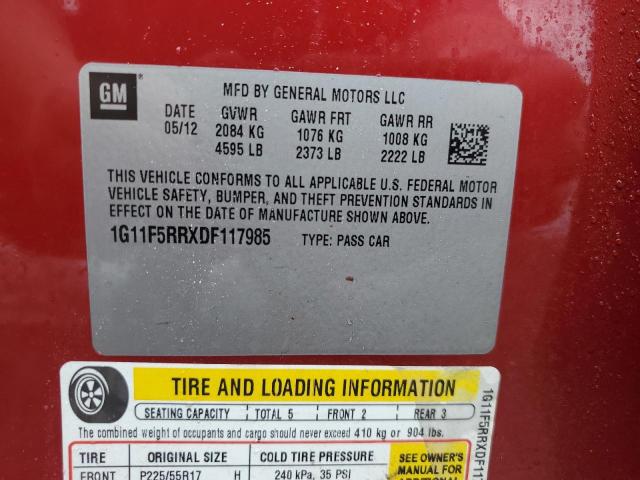 GM
MFD BY GENERAL MOTORS LLC
DATE GVWR GAWR FRT GAWR RR
05/12 2084 KG 1076 KG 1008 KG
4595 LB 2373 LB 2222 LB
THIS VEHICLE CONFORMS TO ALL APPLICABLE U.S. FEDERAL MOTOR
VEHICLE SAFETY, BUMPER, AND THEFT PREVENTION STANDARDS IN
EFFECT ON THE DATE OF MANUFACTURE SHOWN ABOVE.
1G11F5RRXDF117985 TYPE: PASS CAR
TIRE AND LOADING INFORMATION
SEATING CAPACITY TOTAL 5 FRONT 2 REAR 3
The combined weight of occupants and cargo should never exceed 410 kg or 904 lbs.
TIRE ORIGINAL SIZE COLD TIRE PRESSURE
FRONT P225/55R17 H 240 kPa, 35 PSI
SEE OWNER'S
MANUAL FOR
ADDITIONAL
1G11F5RRXDF11